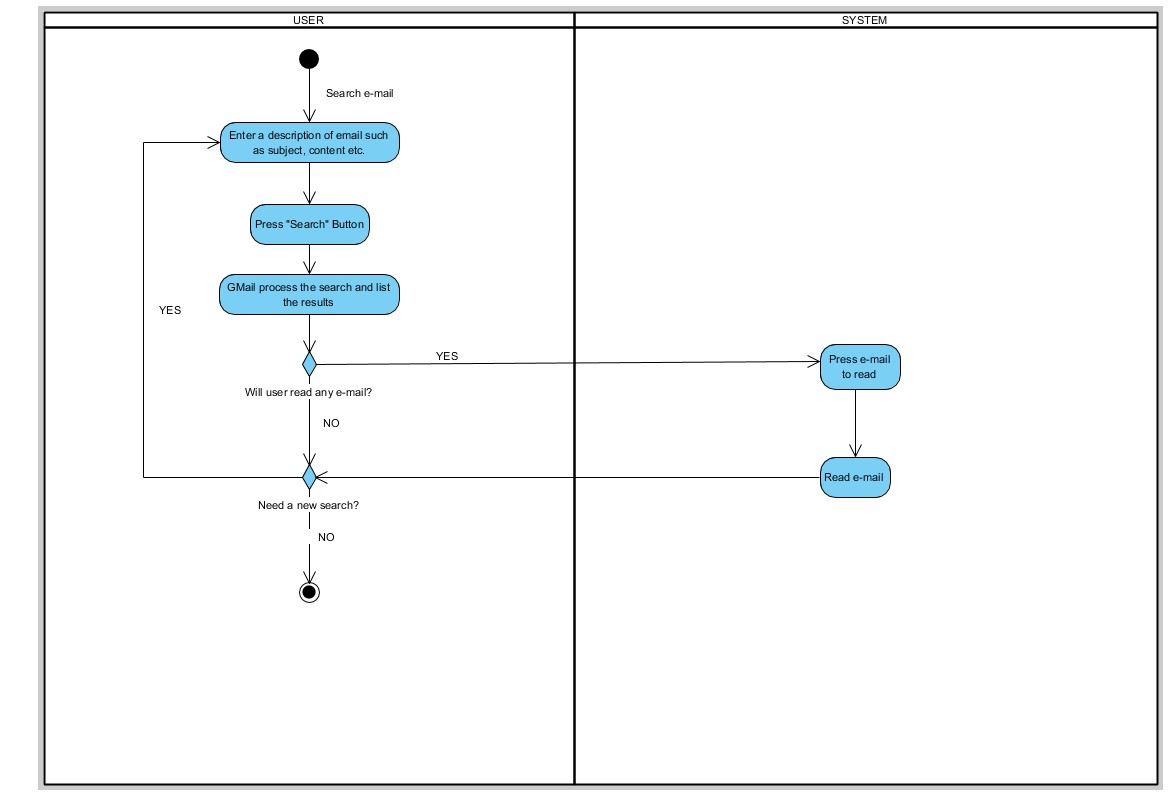 USER
SYSTEM
Search e-mail
Enter a description of email such
as subject, content etc.
Press "Search" Button
GMail process the search and list
the results
YES
YES
Press e-mail
to read
Will user read any e-mail?
NO
Read e-mail
Need a new search?
NO